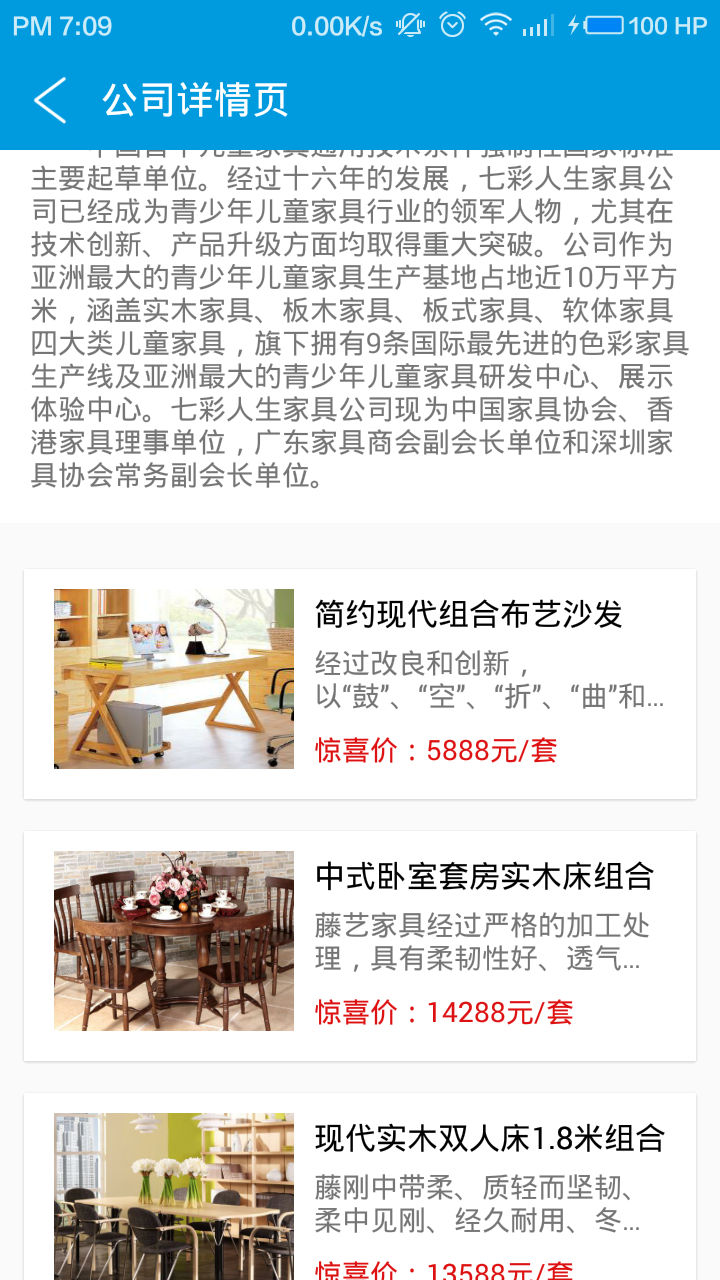 PM 7:09
0.00K/s
100 HP
公司详情页
主要起草单位。经过十六年的发展，七彩人生家具公
司已经成为青少年儿童家具行业的领军人物，尤其在
技术创新、产品升级方面均取得重大突破。公司作为
亚洲最大的青少年儿童家具生产基地占地近10万平方
米，涵盖实木家具、板木家具、板式家具、软体家具
四大类儿童家具，旗下拥有9条国际最先进的色彩家具
生产线及亚洲最大的青少年儿童家具研发中心、展示
体验中心。七彩人生家具公司现为中国家具协会、香
港家具理事单位，广东家具商会副会长单位和深圳家
具协会常务副会长单位。
简约现代组合布艺沙发
经过改良和创新，
以“鼓”、“空”、“折”、“曲”和...
惊喜价：5888元/套
中式卧室套房实木床组合
藤艺家具经过严格的加工处
理，具有柔韧性好、透气...
惊喜价：14288元/套
现代实木双人床1.8米组合
藤刚中带柔、质轻而坚韧、
柔中见刚、经久耐用、冬...
惊喜价：13588元/套